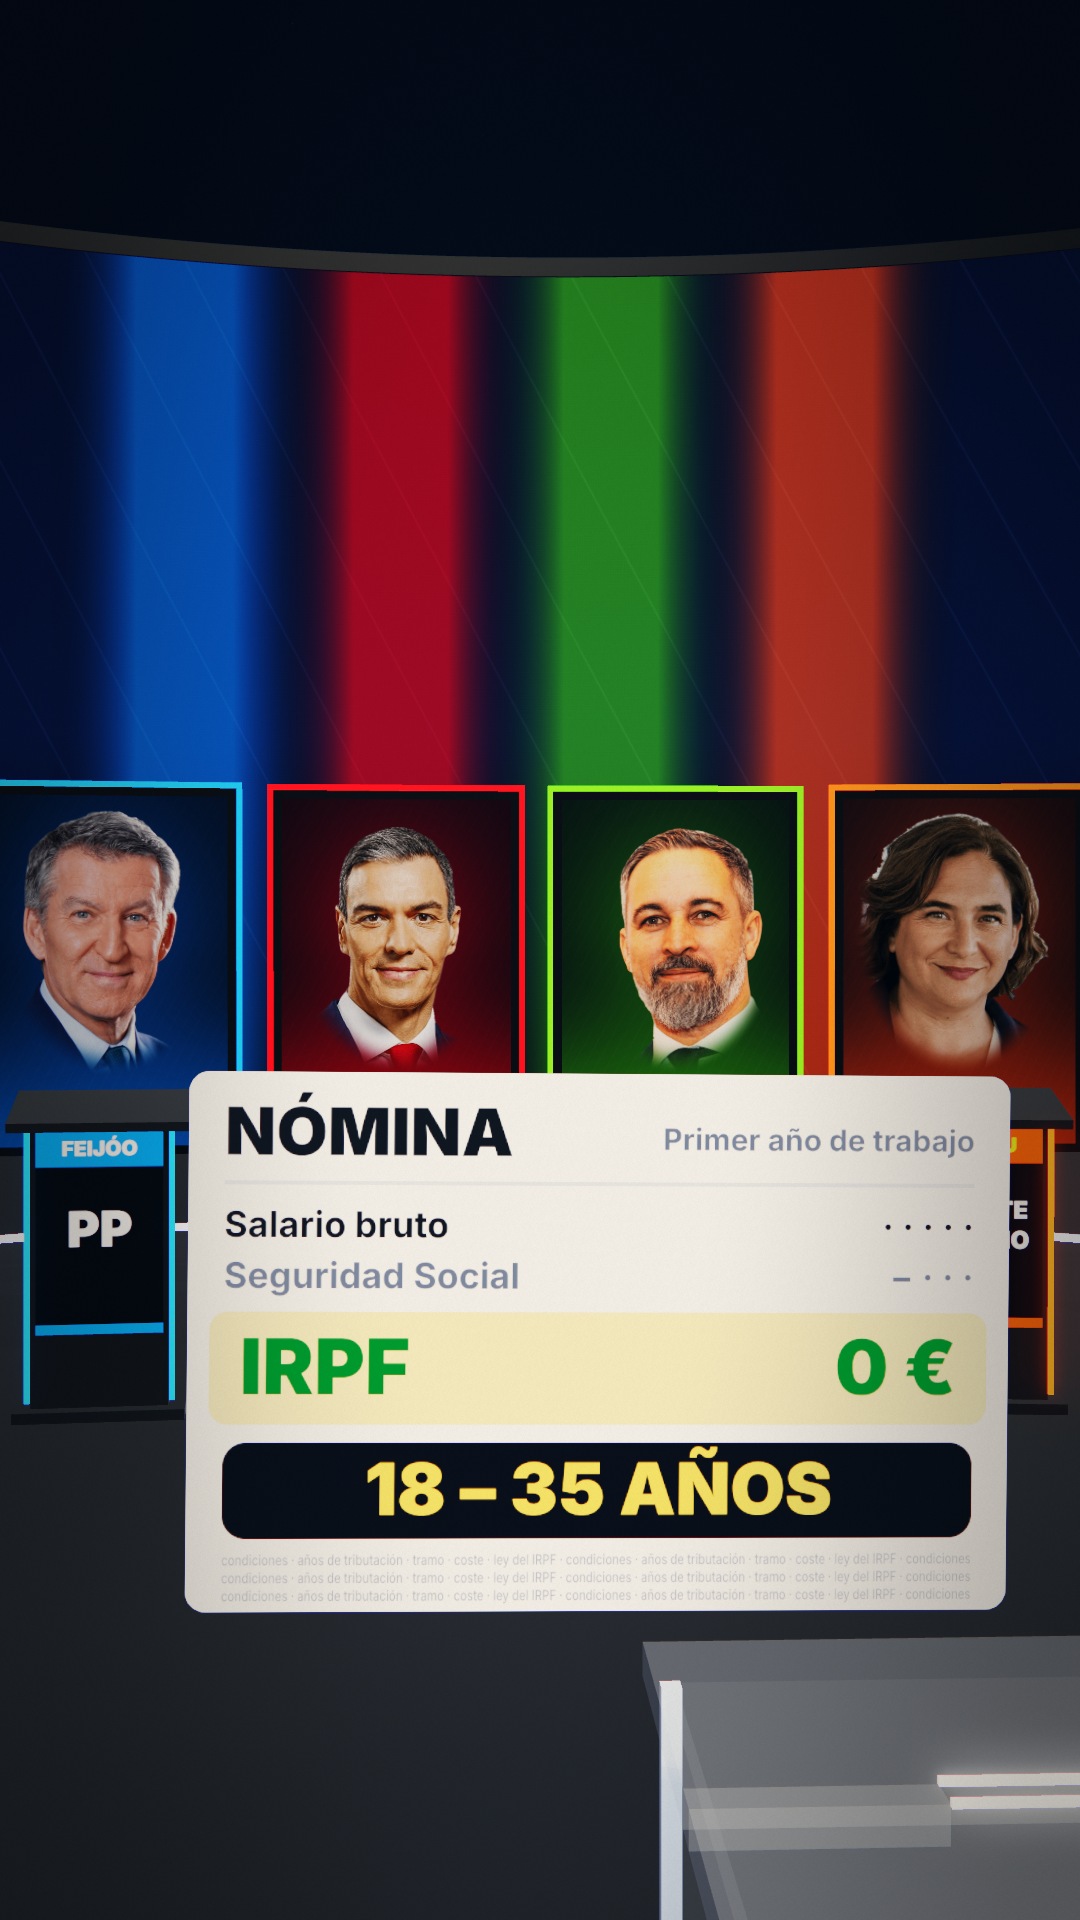 FEIJÓO
PP
NÓMINA
Primer año de trabajo
Salario bruto
· · · · ·
Seguridad Social
– · · ·
IRPF
0 €
18 – 35 AÑOS
condiciones · años de tributación · tramo · coste · ley del IRPF · condiciones · años de tributación · tramo · coste · ley del IRPF · condiciones
condiciones · años de tributación · tramo · coste · ley del IRPF · condiciones · años de tributación · tramo · coste · ley del IRPF · condiciones
condiciones · años de tributación · tramo · coste · ley del IRPF · condiciones · años de tributación · tramo · coste · ley del IRPF · condiciones